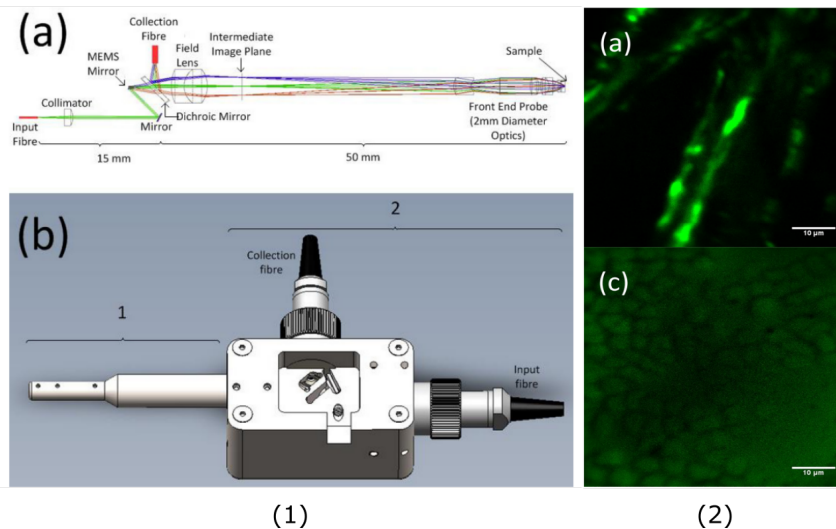 (a)
Collection
Fibre
MEMS
Mirror
Field
Lens
Intermediate
Image Plane
Sample
Collimator
Input
Fibre
Mirror
Dichroic Mirror
Front End Probe
(2mm Diameter
Optics)
15 mm
50 mm
(b)
1
2
Collection
fibre
Input
fibre
(1)
(a)
10 µm
(c)
10 µm
(2)